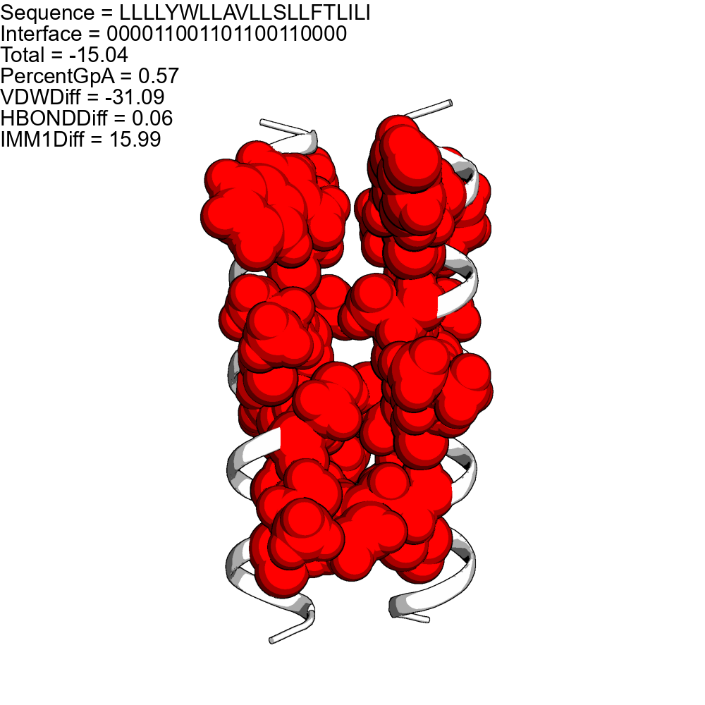 Sequence = LLLLYWLLAVLLSLLFTLILI
Interface = 000011001101100110000
Total = -15.04
PercentGpA = 0.57
VDWDiff = -31.09
HBONDDiff = 0.06
IMM1Diff = 15.99